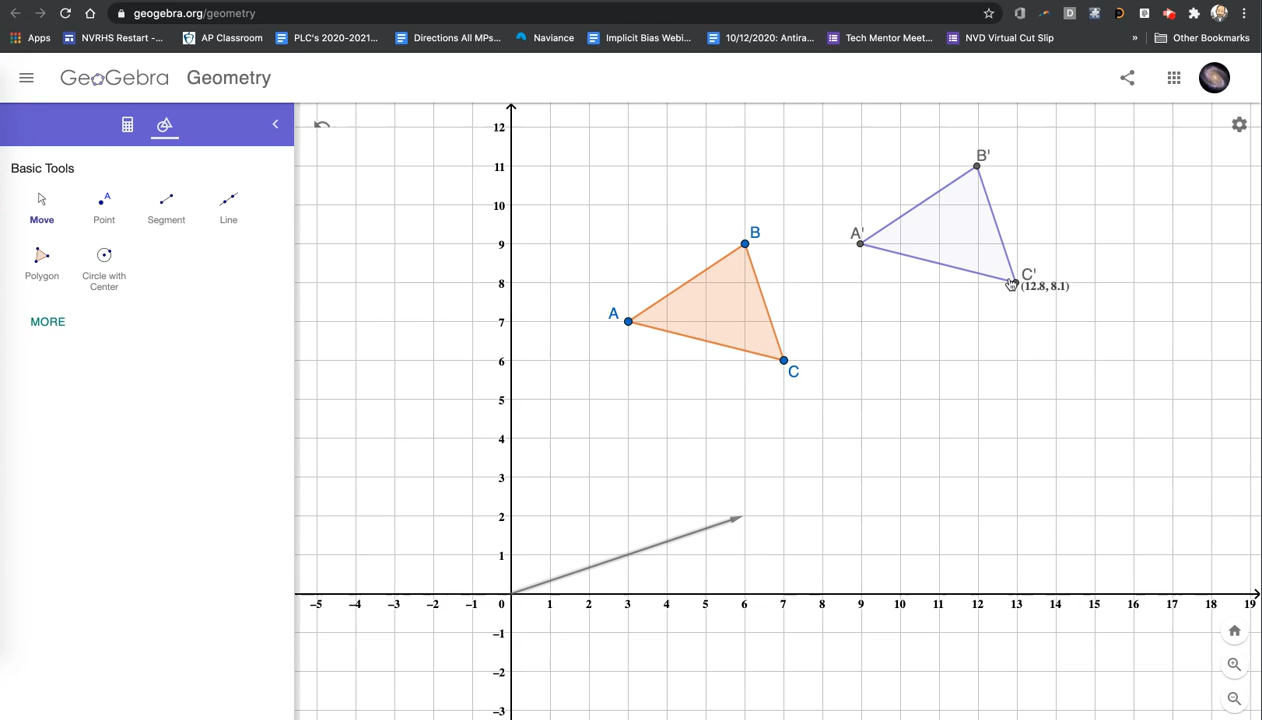 geogebra.org/geometry
Apps NVRHS Restart -... AP Classroom PLC's 2020-2021... Directions All MPs... Naviance Implicit Bias Webi... 10/12/2020: Antira... Tech Mentor Meet... NVD Virtual Cut Slip » Other Bookmarks
GeoGebra Geometry
Basic Tools
Move Point Segment Line
Polygon Circle with Center
MORE
12
11
10
9
8
7
6
5
4
3
2
1
–5 –4 –3 –2 –1 0 1 2 3 4 5 6 7 8 9 10 11 12 13 14 15 16 17 18 19
–1
–2
–3
A
B
C
A'
B'
C'
(12.8, 8.1)